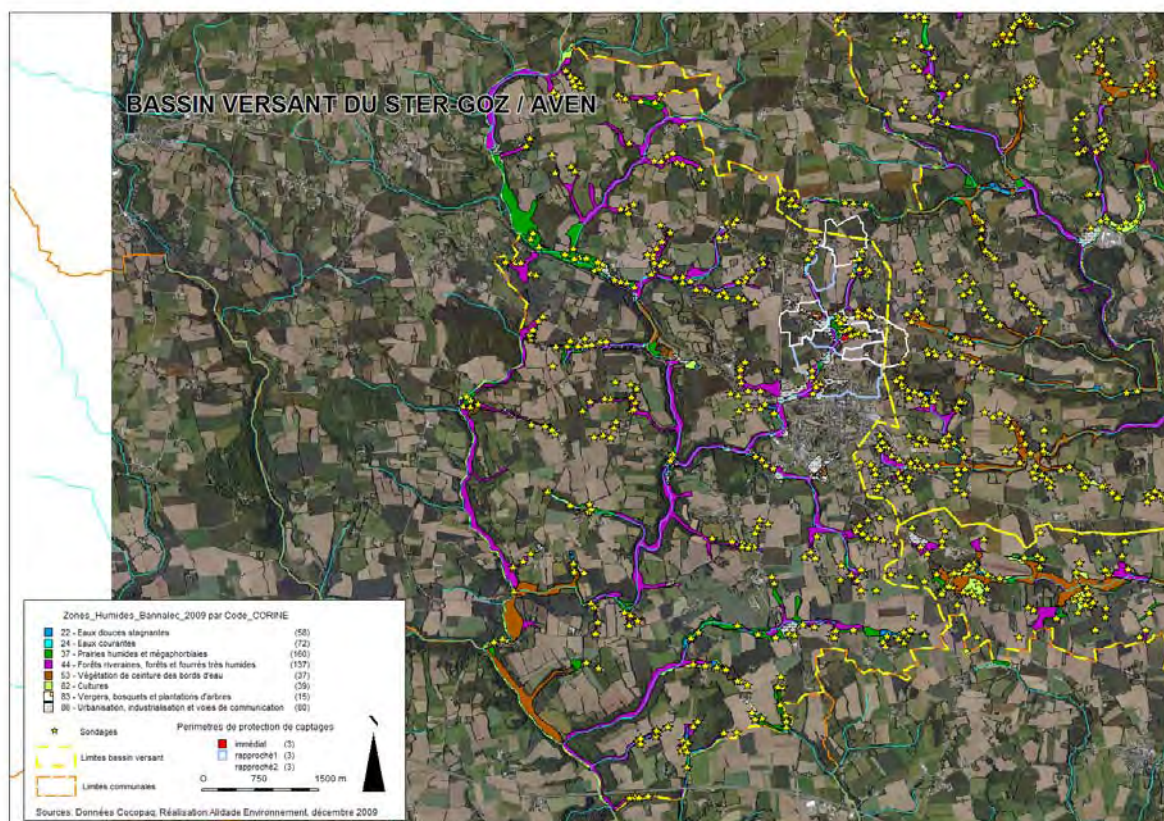 BASSIN VERSANT DU STER-GOZ / AVEN
Zones_Humides_Bannalec_2009 par Code_CORINE
22 - Eaux douces stagnantes (58)
24 - Eaux courantes (72)
37 - Prairies humides et mégaphorbiaies (160)
44 - Forêts riveraines, forêts et fourrés très humides (137)
53 - Végétation de ceinture des bords d'eau (37)
82 - Cultures (39)
83 - Vergers, bosquets et plantations d'arbres (15)
86 - Urbanisation, industrialisation et voies de communication (80)
Sondages
Limites bassin versant
Limites communales
Perimetres de protection de captages
immédiat (3)
rapproché1 (3)
rapproché2 (3)
0 750 1500 m
Sources: Données Cocopaq, Réalisation Alidade Environnement, décembre 2009